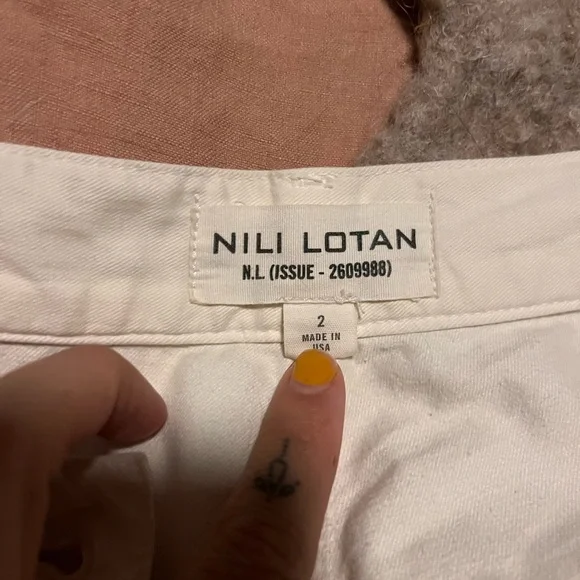 NILI LOTAN
N.L. (ISSUE - 2609988)
2
MADE IN
USA